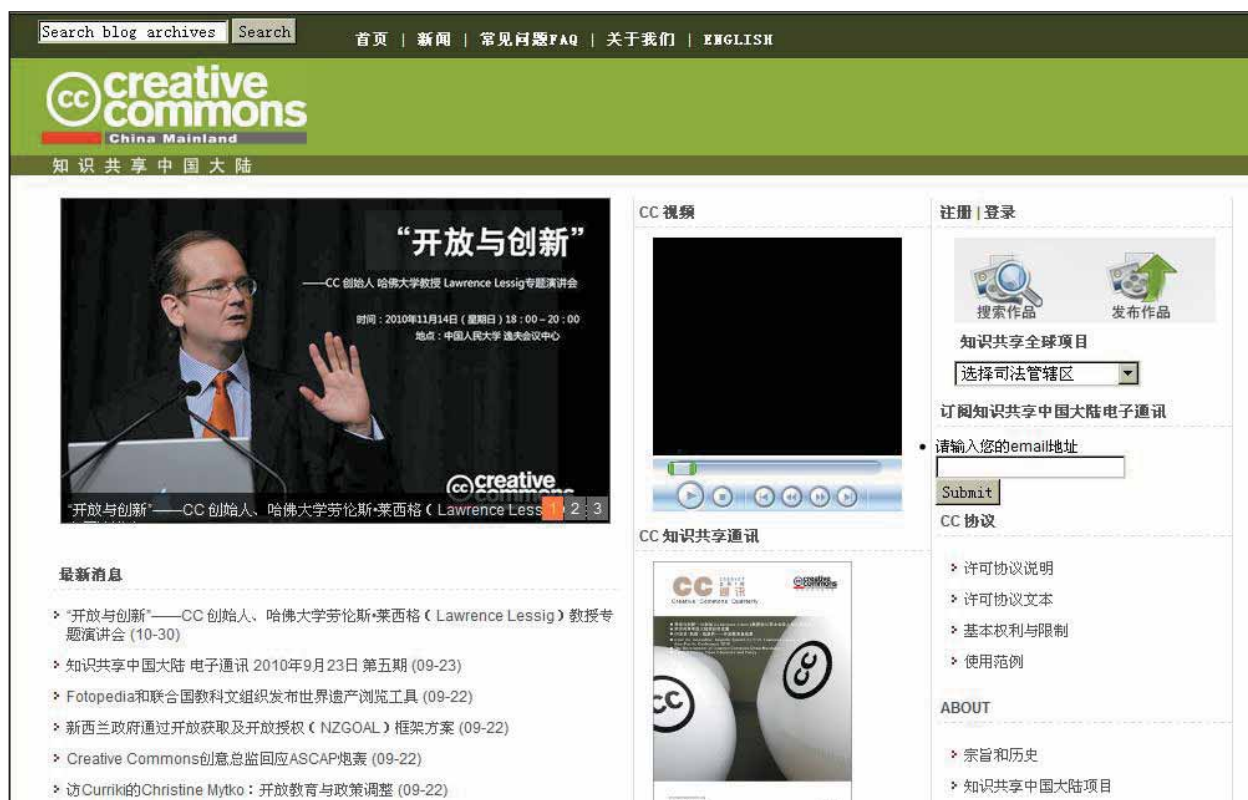 Search blog archives Search 首页 | 新闻 | 常见问题FAQ | 关于我们 | ENGLISH
cc creative
commons
China Mainland
知识共享中国大陆
“开放与创新”
——CC 创始人 哈佛大学教授 Lawrence Lessig专题演讲会
时间：2010年11月14日（星期日）18：00－20：00
地点：中国人民大学 逸夫会议中心
cc creative
commons
“开放与创新”——CC 创始人、哈佛大学劳伦斯·莱西格（Lawrence Less
1 2 3
最新消息
“开放与创新”——CC 创始人、哈佛大学劳伦斯•莱西格（Lawrence Lessig）教授专
题演讲会 (10-30)
知识共享中国大陆 电子通讯 2010年9月23日 第五期 (09-23)
Fotopedia和联合国教科文组织发布世界遗产浏览工具 (09-22)
新西兰政府通过开放获取及开放授权（NZGOAL）框架方案 (09-22)
Creative Commons创意总监回应ASCAP炮轰 (09-22)
访Curriki的Christine Mytko：开放教育与政策调整 (09-22)
CC 视频
CC 知识共享通讯
CC
通讯
Creative Commons Quarterly
cc creative
commons
cc
cc
注册 | 登录
搜索作品 发布作品
知识共享全球项目
选择司法管辖区
订阅知识共享中国大陆电子通讯
请输入您的email地址
Submit
CC 协议
许可协议说明
许可协议文本
基本权利与限制
使用范例
ABOUT
宗旨和历史
知识共享中国大陆项目